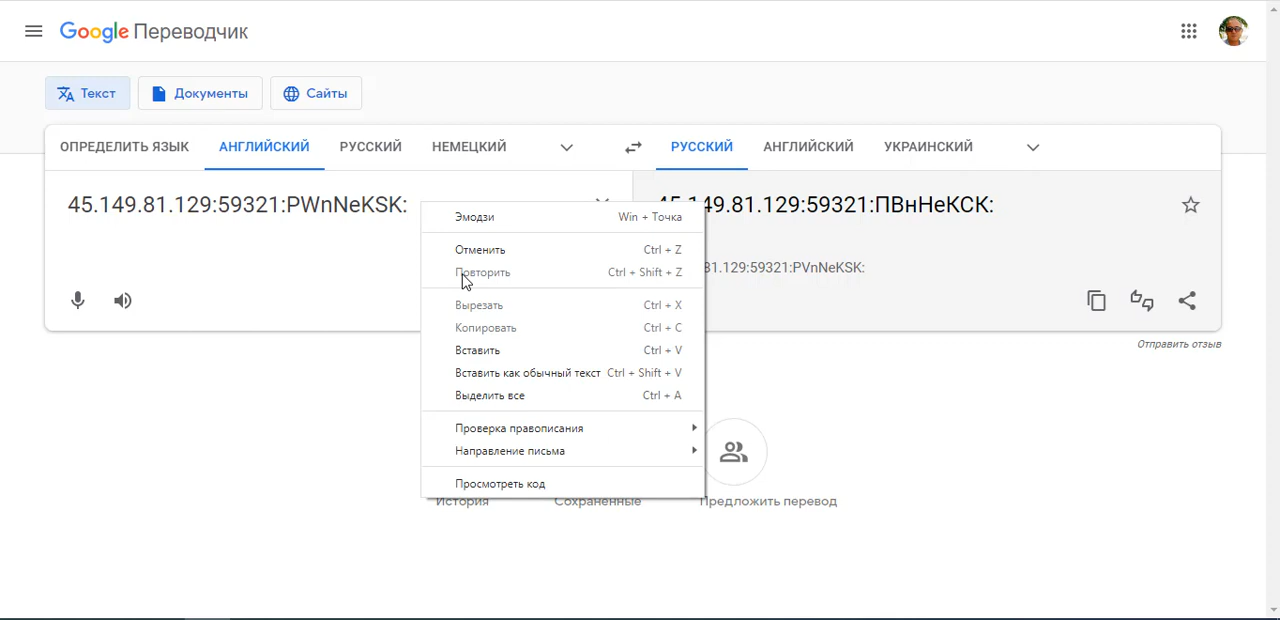 Google Переводчик
Текст Документы Сайты
ОПРЕДЕЛИТЬ ЯЗЫК АНГЛИЙСКИЙ РУССКИЙ НЕМЕЦКИЙ РУССКИЙ АНГЛИЙСКИЙ УКРАИНСКИЙ
45.149.81.129:59321:PWnNeKSK:
45.149.81.129:59321:ПВнНеКСК:
81.129:59321:PVnNeKSK:
Эмодзи Win + Точка
Отменить Ctrl + Z
Повторить Ctrl + Shift + Z
Вырезать Ctrl + X
Копировать Ctrl + C
Вставить Ctrl + V
Вставить как обычный текст Ctrl + Shift + V
Выделить все Ctrl + A
Проверка правописания
Направление письма
Просмотреть код
Отправить отзыв
История Сохраненные Предложить перевод